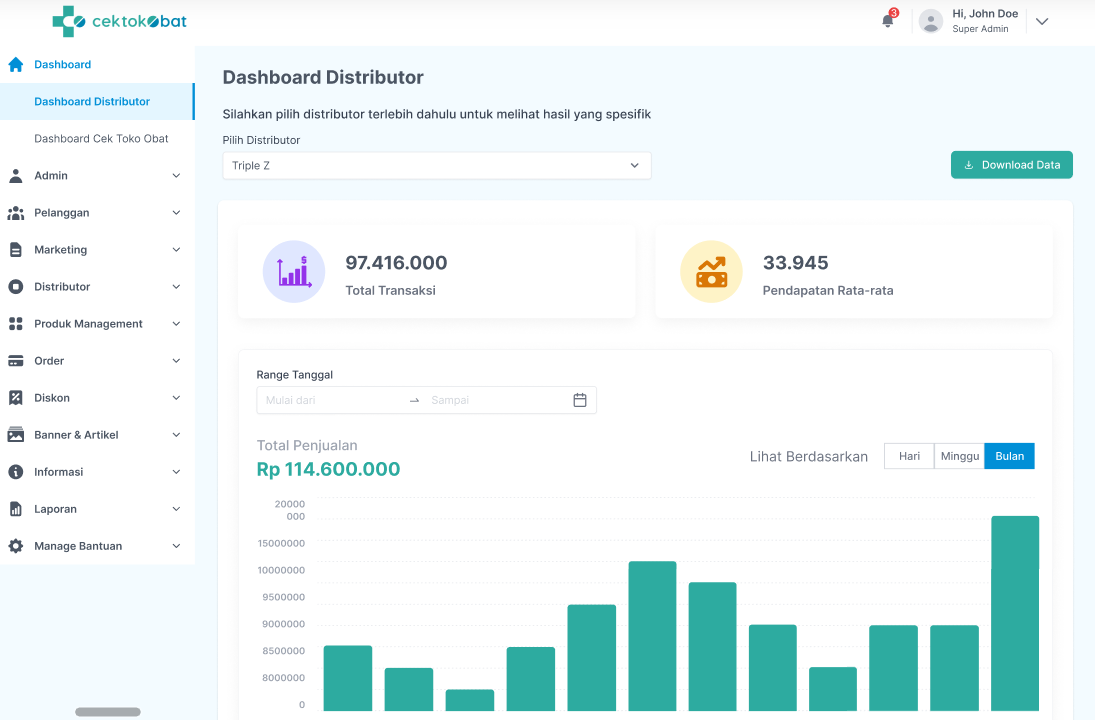 cektokobat
3
Hi, John Doe
Super Admin
Dashboard
Dashboard Distributor
Dashboard Cek Toko Obat
Admin
Pelanggan
Marketing
Distributor
Produk Management
Order
Diskon
Banner & Artikel
Informasi
Laporan
Manage Bantuan
Dashboard Distributor
Silahkan pilih distributor terlebih dahulu untuk melihat hasil yang spesifik
Pilih Distributor
Triple Z
Download Data
$
97.416.000
Total Transaksi
33.945
Pendapatan Rata-rata
Range Tanggal
Mulai dari
Sampai
Total Penjualan
Rp 114.600.000
Lihat Berdasarkan
Hari
Minggu
Bulan
20000
000
15000000
10000000
9500000
9000000
8500000
8000000
0